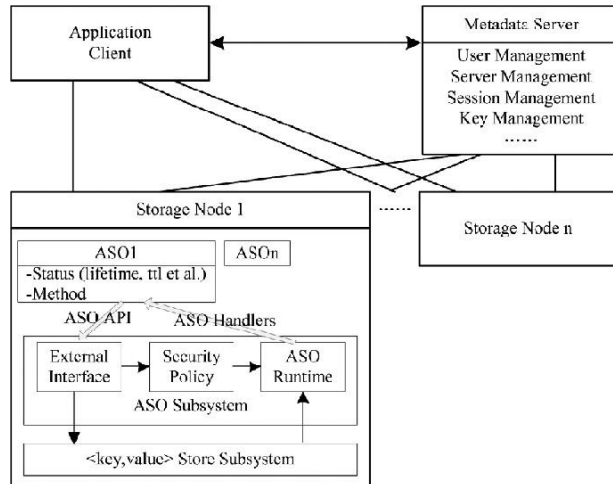 Application
Client
Metadata Server
User Management
Server Management
Session Management
Key Management
......
Storage Node 1
......
Storage Node n
ASO1
-Status (lifetime, ttl et al.)
-Method
ASOn
ASO API
ASO Handlers
External
Interface
Security
Policy
ASO
Runtime
ASO Subsystem
<key,value> Store Subsystem